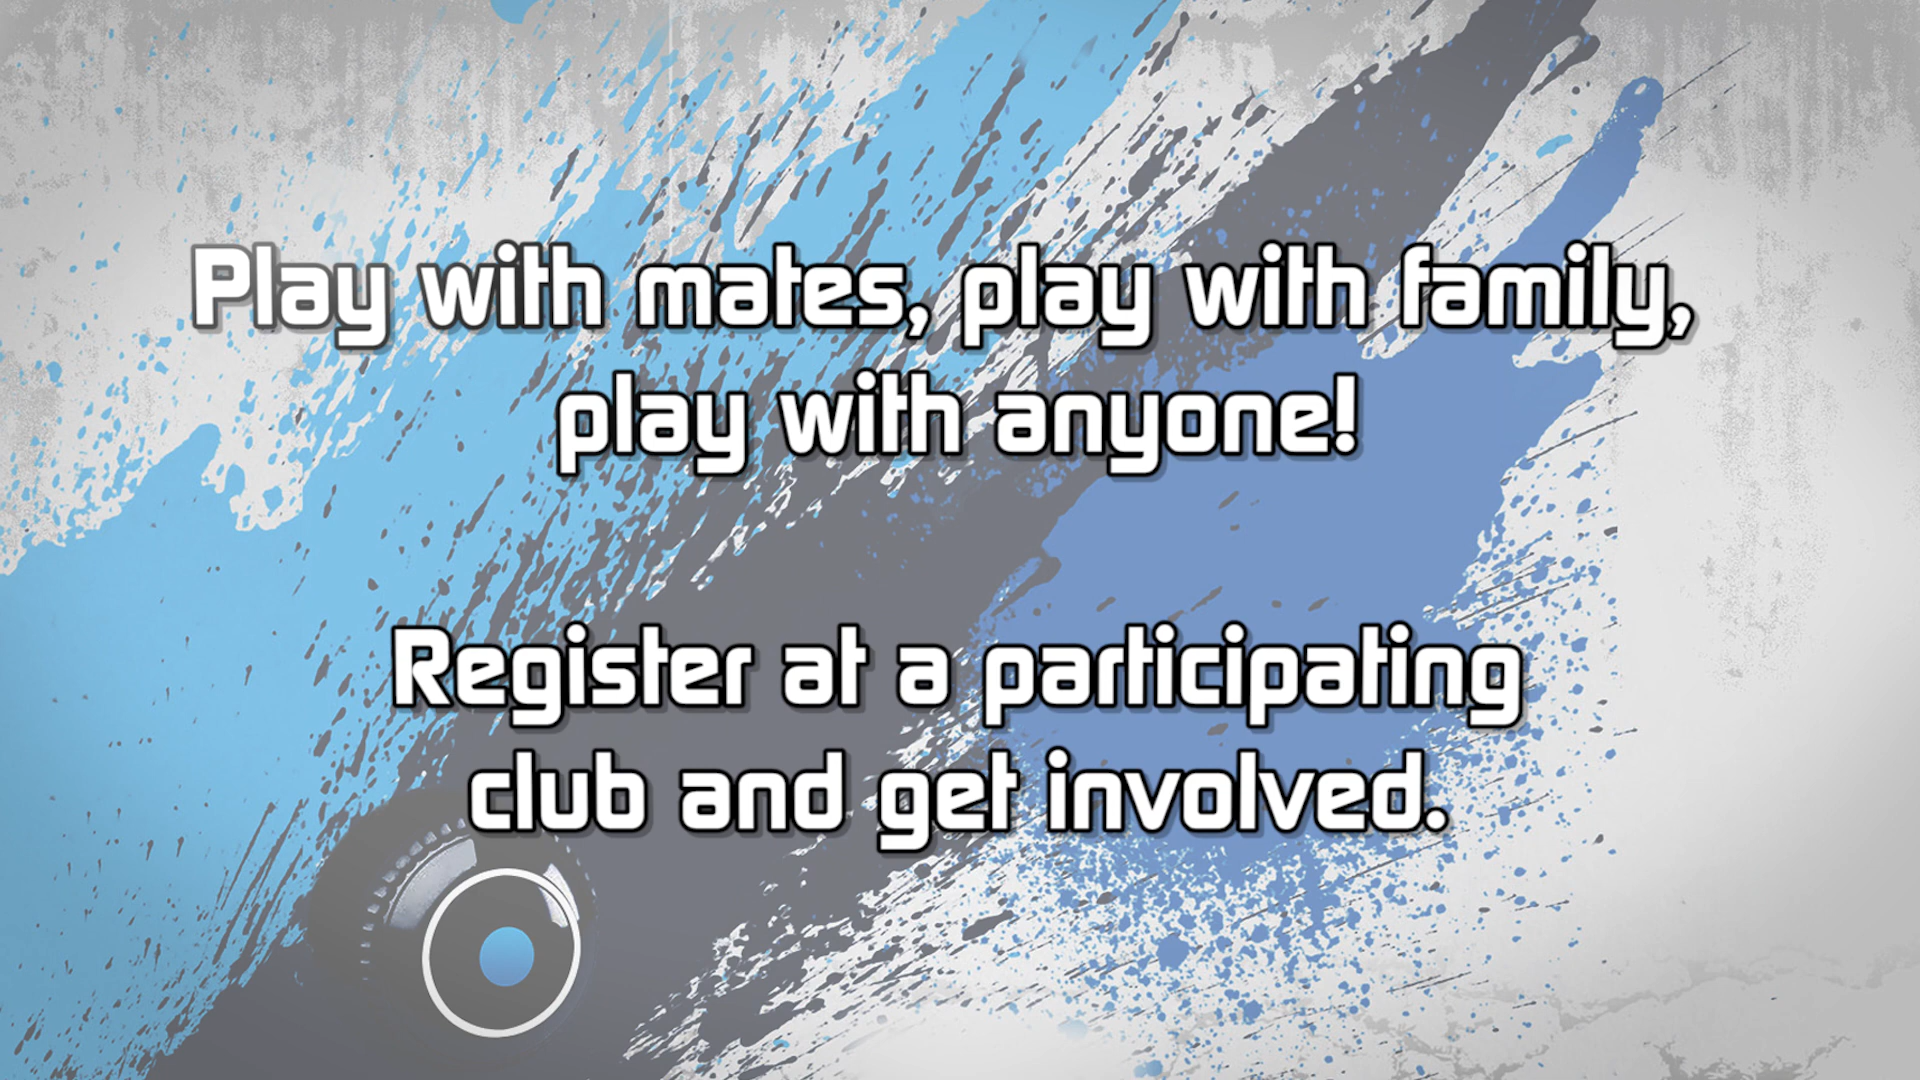 Play with mates, play with family,
play with anyone!
Register at a participating
club and get involved.